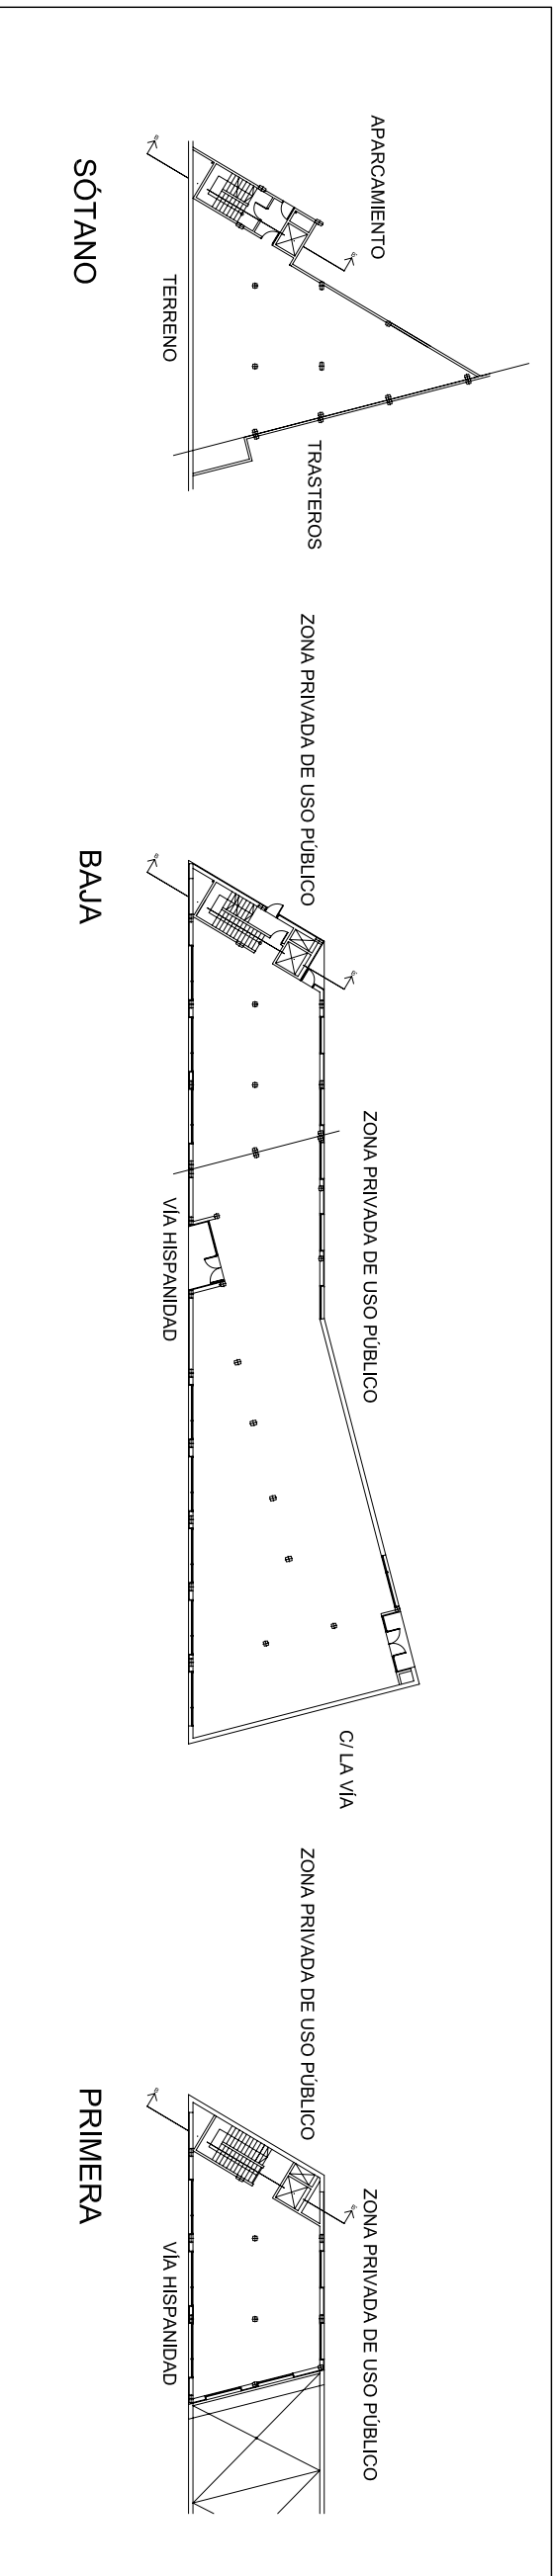 APARCAMIENTO
TERRENO
TRASTEROS
SÓTANO
ZONA PRIVADA DE USO PÚBLICO
ZONA PRIVADA DE USO PÚBLICO
VÍA HISPANIDAD
C/ LA VÍA
BAJA
ZONA PRIVADA DE USO PÚBLICO
ZONA PRIVADA DE USO PÚBLICO
VÍA HISPANIDAD
PRIMERA